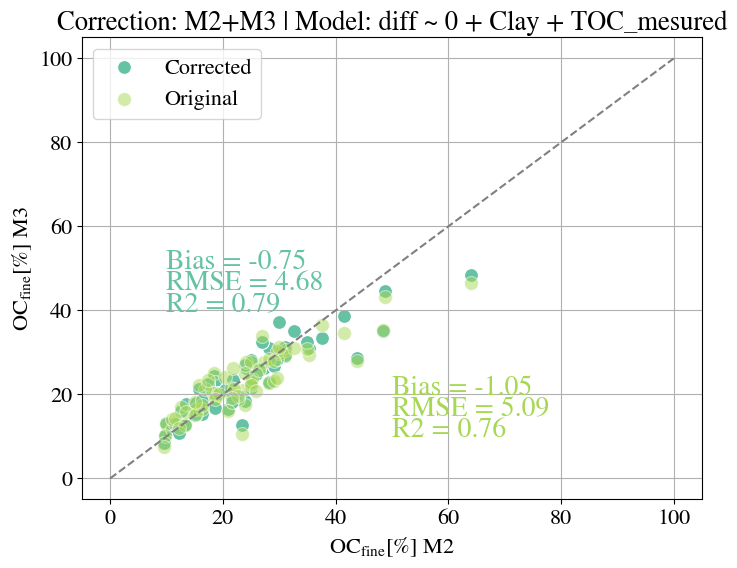 Correction: M2+M3 | Model: diff ~ 0 + Clay + TOC_mesured
Corrected
Original
100
80
60
40
20
0
OCfine[%] M3
Bias = -0.75
RMSE = 4.68
R2 = 0.79
Bias = -1.05
RMSE = 5.09
R2 = 0.76
0 20 40 60 80 100
OCfine[%] M2